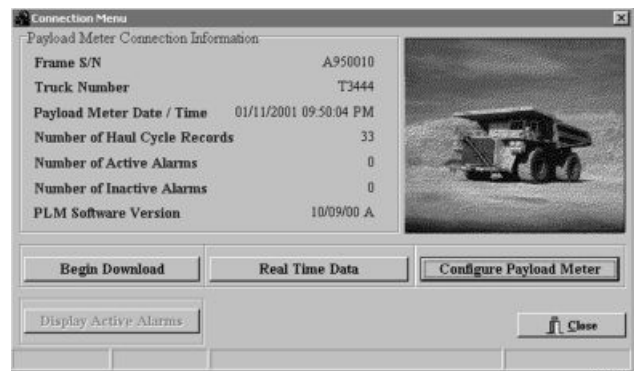 Connection Menu
Payload Meter Connection Information
Frame S/N A950010
Truck Number T3444
Payload Meter Date / Time 01/11/2001 09:50:04 PM
Number of Haul Cycle Records 33
Number of Active Alarms 0
Number of Inactive Alarms 0
PLM Software Version 10/09/00 A
Begin Download Real Time Data Configure Payload Meter
Display Active Alarms
Close